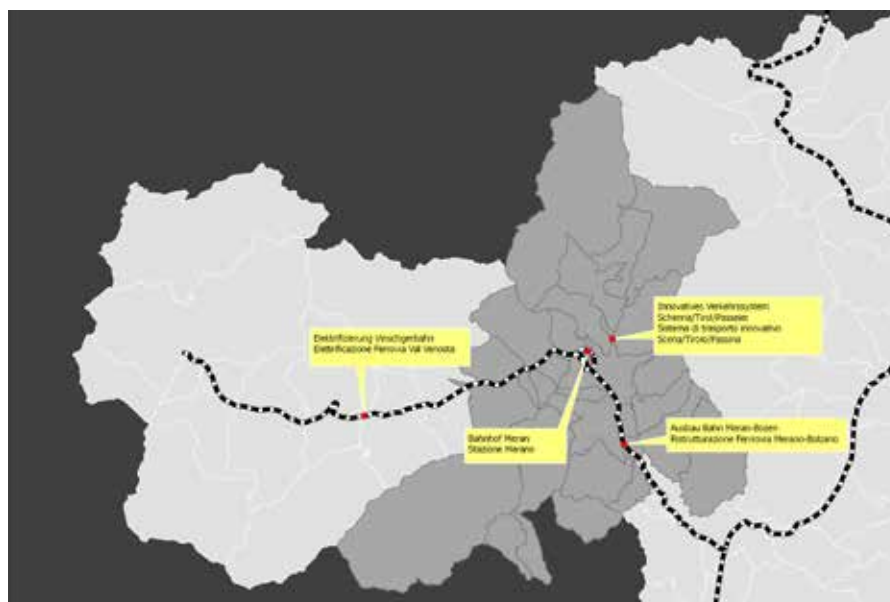 Elektrifizierung Vinschgerbahn
Elettrificazione Ferrovia Val Venosta
Innovatives Verkehrssystem
Schenna/Tirol/Passeier
Sistema di trasporto innovativo
Scena/Tirolo/Passiria
Bahnhof Meran
Stazione Merano
Ausbau Bahn Meran-Bozen
Ristrutturazione Ferrovia Merano-Bolzano